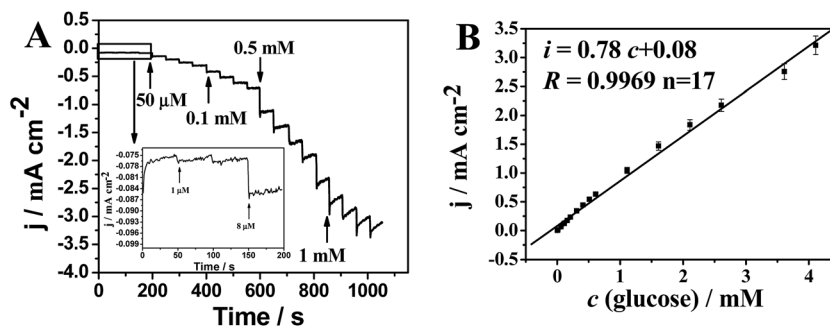 A
0.0
-0.5
-1.0
-1.5
-2.0
-2.5
-3.0
-3.5
-4.0
j / mA cm-2
0 200 400 600 800 1000
Time / s
50 μM
0.1 mM
0.5 mM
1 mM
-0.075
-0.078
-0.081
-0.084
-0.087
-0.090
-0.093
-0.096
-0.099
j / mA cm-2
1 μM
8 μM
0 50 100 150 200
Time / s
B
i = 0.78 c+0.08
R = 0.9969 n=17
3.5
3.0
2.5
2.0
1.5
1.0
0.5
0.0
j / mA cm-2
0 1 2 3 4
c (glucose) / mM